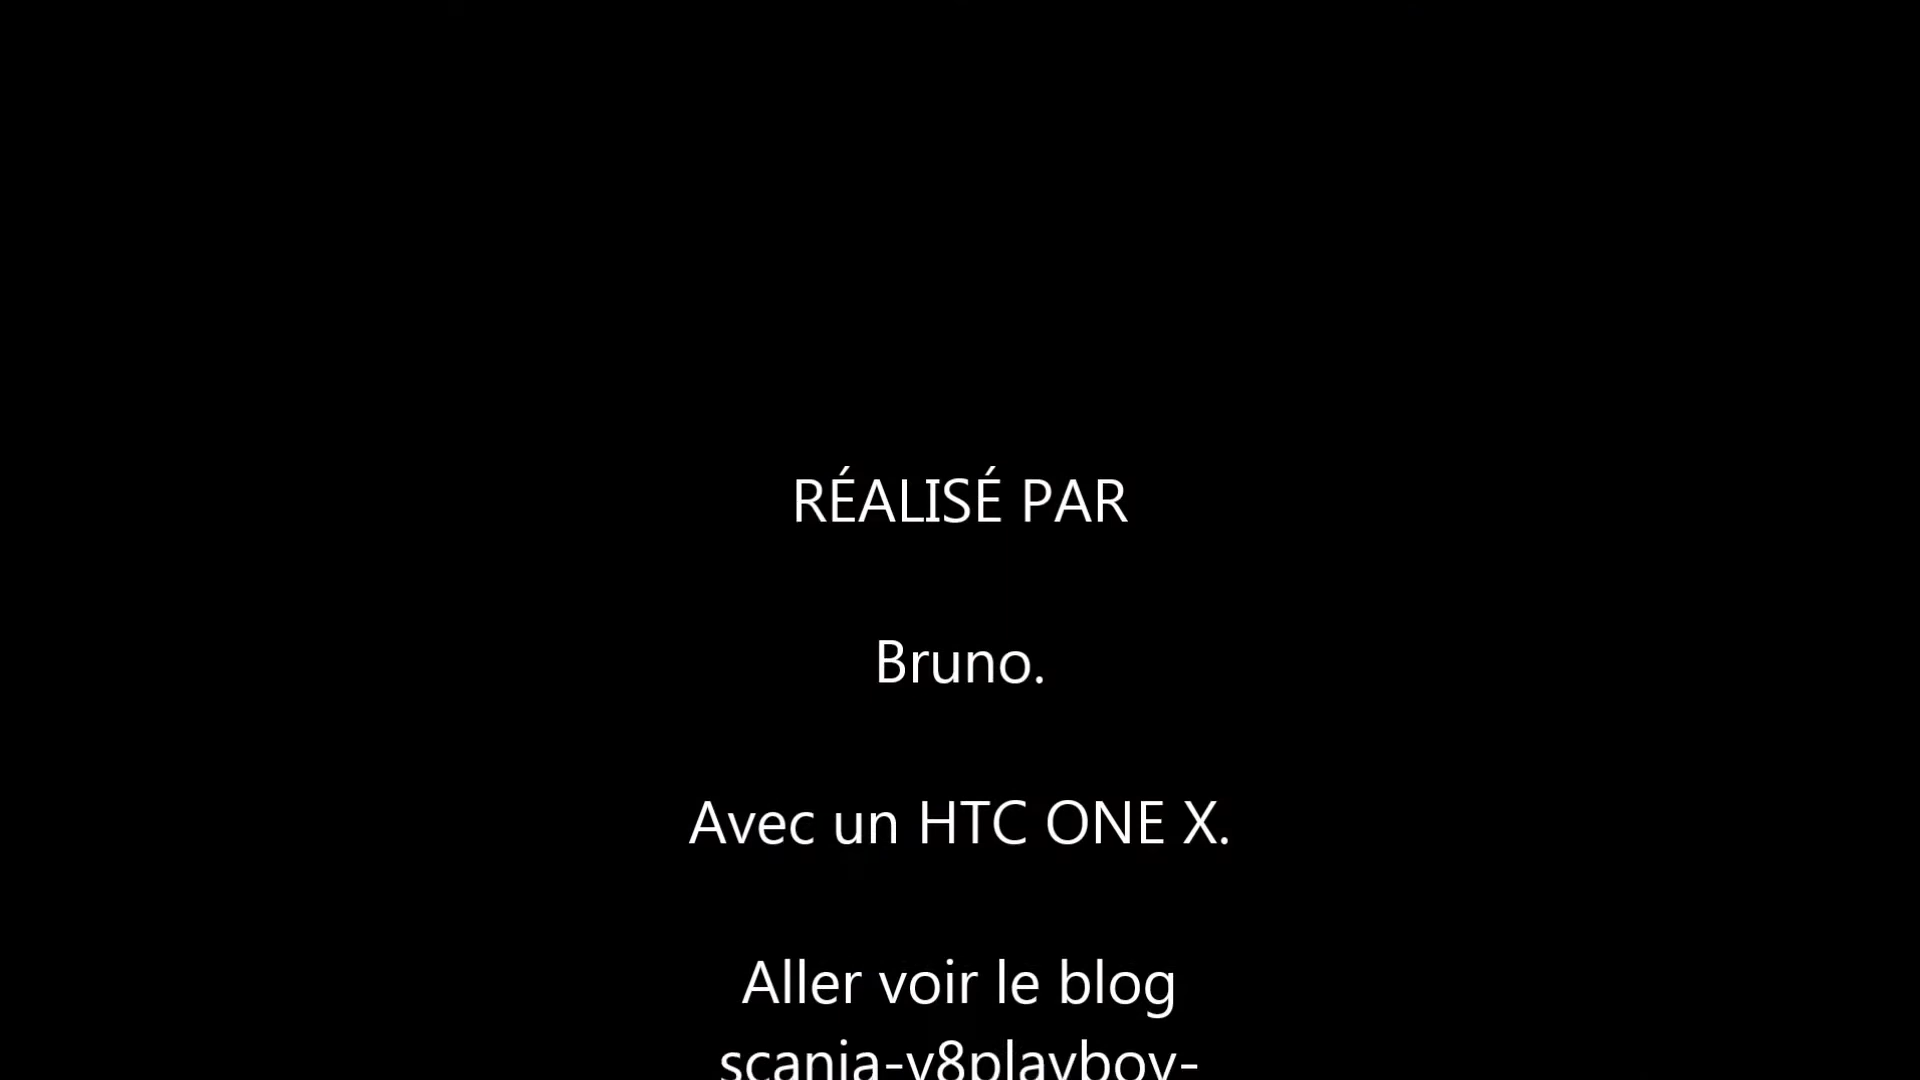 RÉALISÉ PAR
Bruno.
Avec un HTC ONE X.
Aller voir le blog
scania-v8playboy-